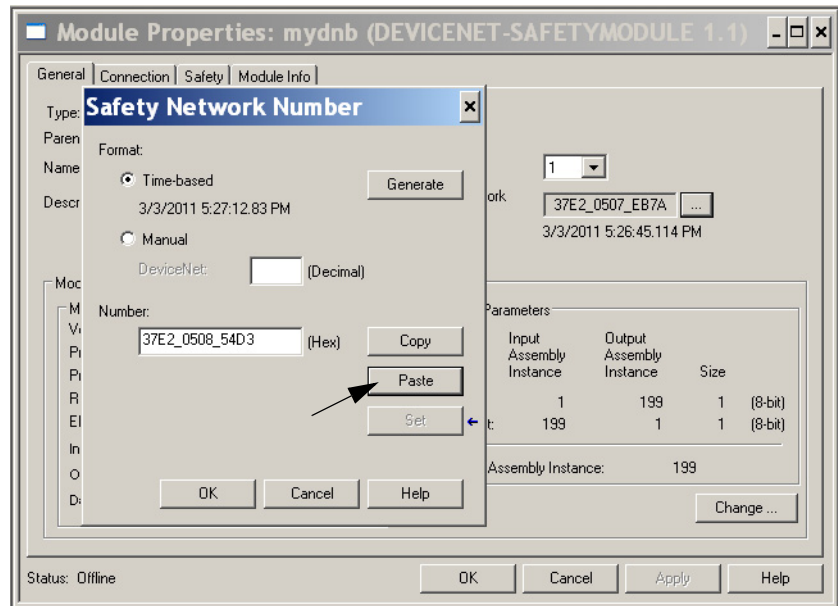 Module Properties: mydnb (DEVICENET-SAFETYMODULE 1.1)
General Connection Safety Module Info
Safety Network Number
Type:
Paren
Name
Descr
Format:
Time-based
Generate
3/3/2011 5:27:12.83 PM
Manual
DeviceNet: (Decimal)
1
ork
37E2_0507_EB7A ...
3/3/2011 5:26:45.114 PM
Moc
M
Number:
37E2_0508_54D3 (Hex) Copy
Paste
Set
Parameters
Input Assembly Instance
Output Assembly Instance
Size
1 199 1 (8-bit)
t: 199 1 1 (8-bit)
Assembly Instance: 199
R
El
In
O
OK Cancel Help
Change ...
Status: Offline
OK Cancel Apply Help